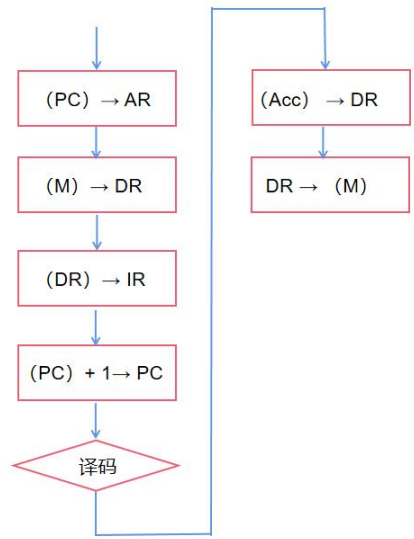 （PC）→ AR
（M）→ DR
（DR）→ IR
（PC）+ 1→ PC
译码
（Acc） → DR
DR → （M）